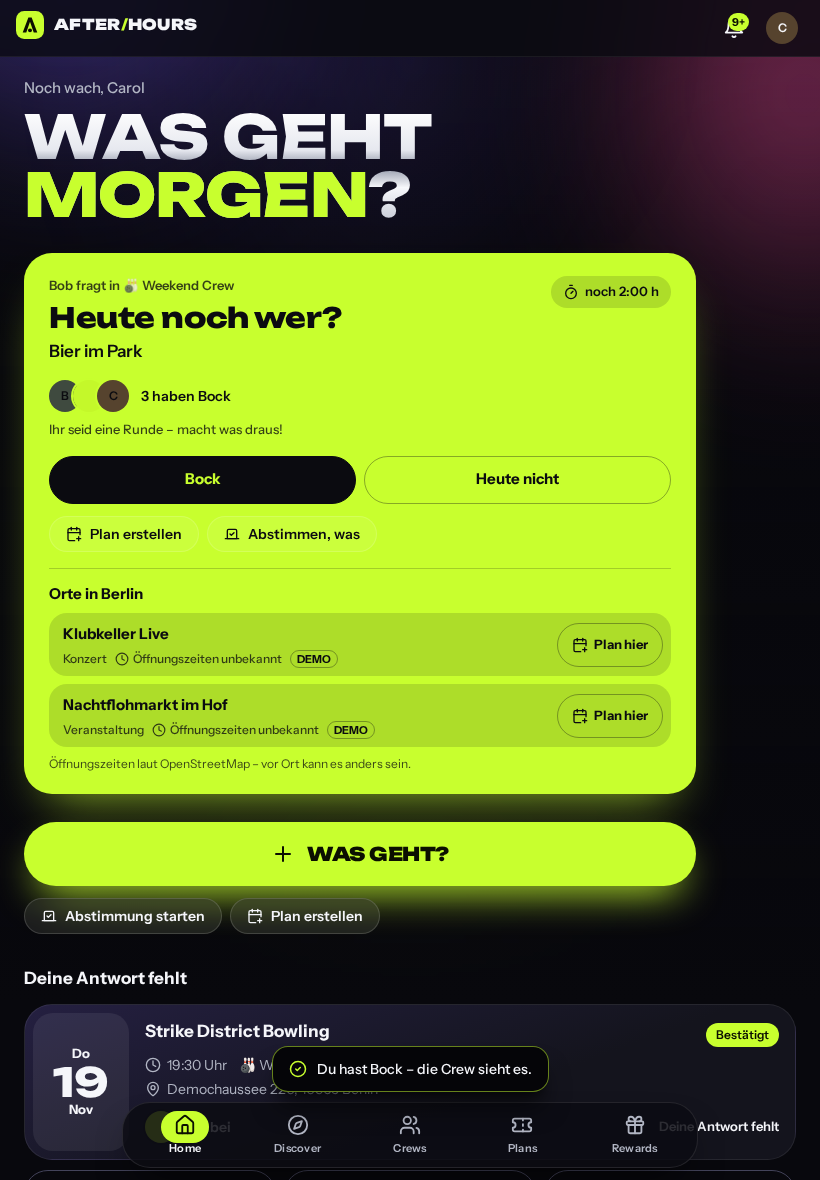 AFTER/HOURS
9+
C
Noch wach, Carol
WAS GEHT
MORGEN?
Bob fragt in Weekend Crew
noch 2:00 h
Heute noch wer?
Bier im Park
B
C
3 haben Bock
Ihr seid eine Runde – macht was draus!
Bock
Heute nicht
Plan erstellen
Abstimmen, was
Orte in Berlin
Klubkeller Live
Konzert Öffnungszeiten unbekannt DEMO
Plan hier
Nachtflohmarkt im Hof
Veranstaltung Öffnungszeiten unbekannt DEMO
Plan hier
Öffnungszeiten laut OpenStreetMap – vor Ort kann es anders sein.
WAS GEHT?
Abstimmung starten
Plan erstellen
Deine Antwort fehlt
Do
19
Nov
Strike District Bowling
Bestätigt
19:30 Uhr
Du hast Bock – die Crew sieht es.
Demochaussee
bei
Deine Antwort fehlt
Home
Discover
Crews
Plans
Rewards